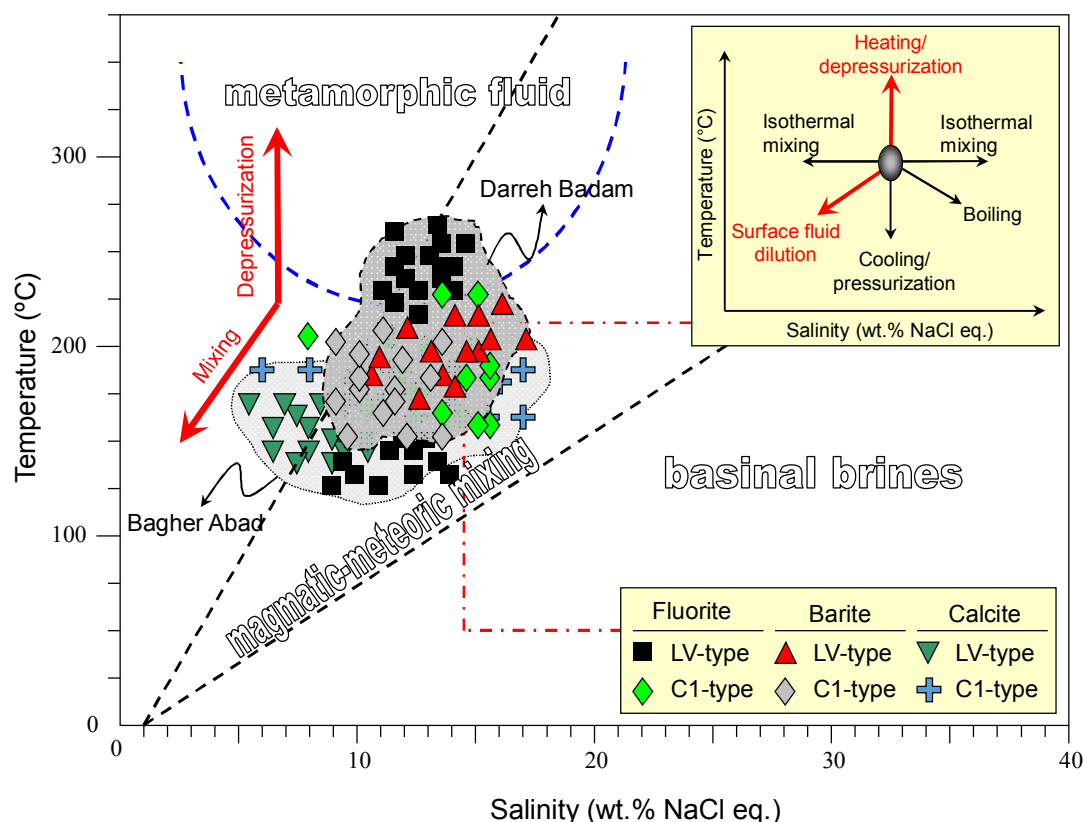 metamorphic fluid
Depressurization
Mixing
Darreh Badam
Bagher Abad
magmatic-meteoric mixing
basinal brines
Heating/
depressurization
Isothermal
mixing
Isothermal
mixing
Boiling
Surface fluid
dilution
Cooling/
pressurization
Temperature (°C)
Salinity (wt.% NaCl eq.)
Fluorite Barite Calcite
LV-type LV-type LV-type
C1-type C1-type C1-type
Temperature (°C)
300
200
100
0
0 10 20 30 40
Salinity (wt.% NaCl eq.)